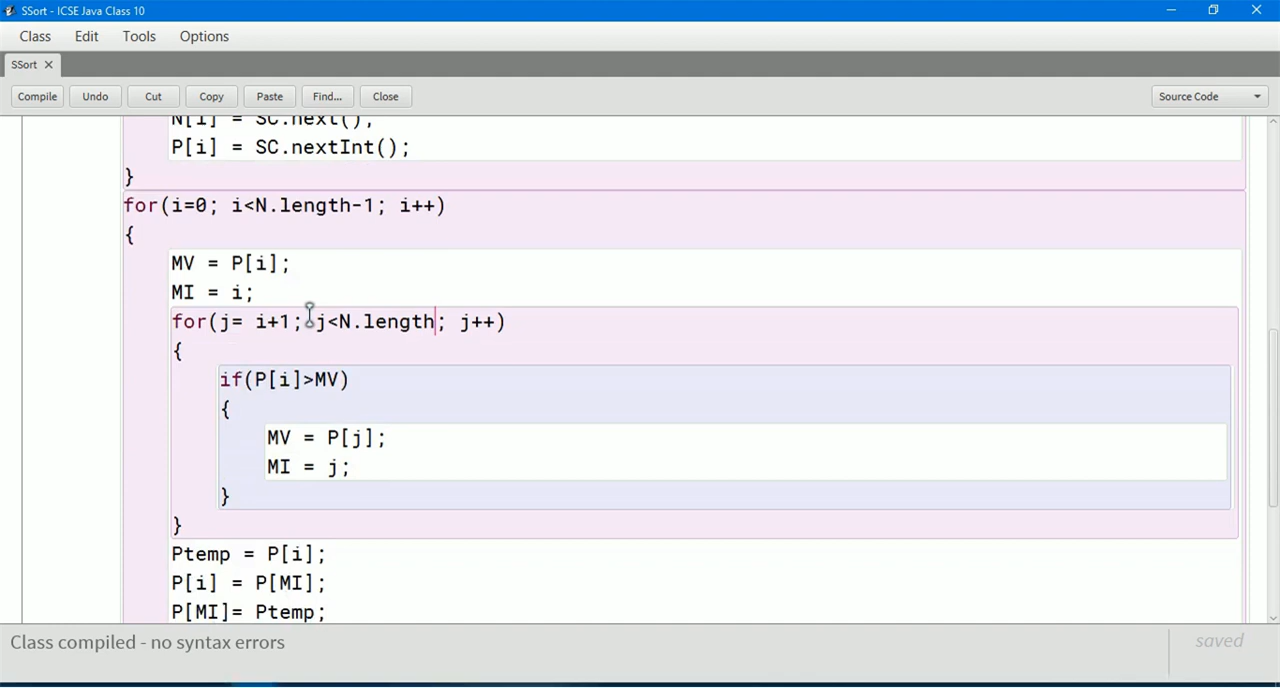 SSort - ICSE Java Class 10
Class Edit Tools Options
SSort ×
Compile Undo Cut Copy Paste Find... Close Source Code
N[i] = SC.next();
P[i] = SC.nextInt();
}
for(i=0; i<N.length-1; i++)
{
MV = P[i];
MI = i;
for(j= i+1; j<N.length; j++)
{
if(P[i]>MV)
{
MV = P[j];
MI = j;
}
}
Ptemp = P[i];
P[i] = P[MI];
P[MI]= Ptemp;
Class compiled - no syntax errors
saved